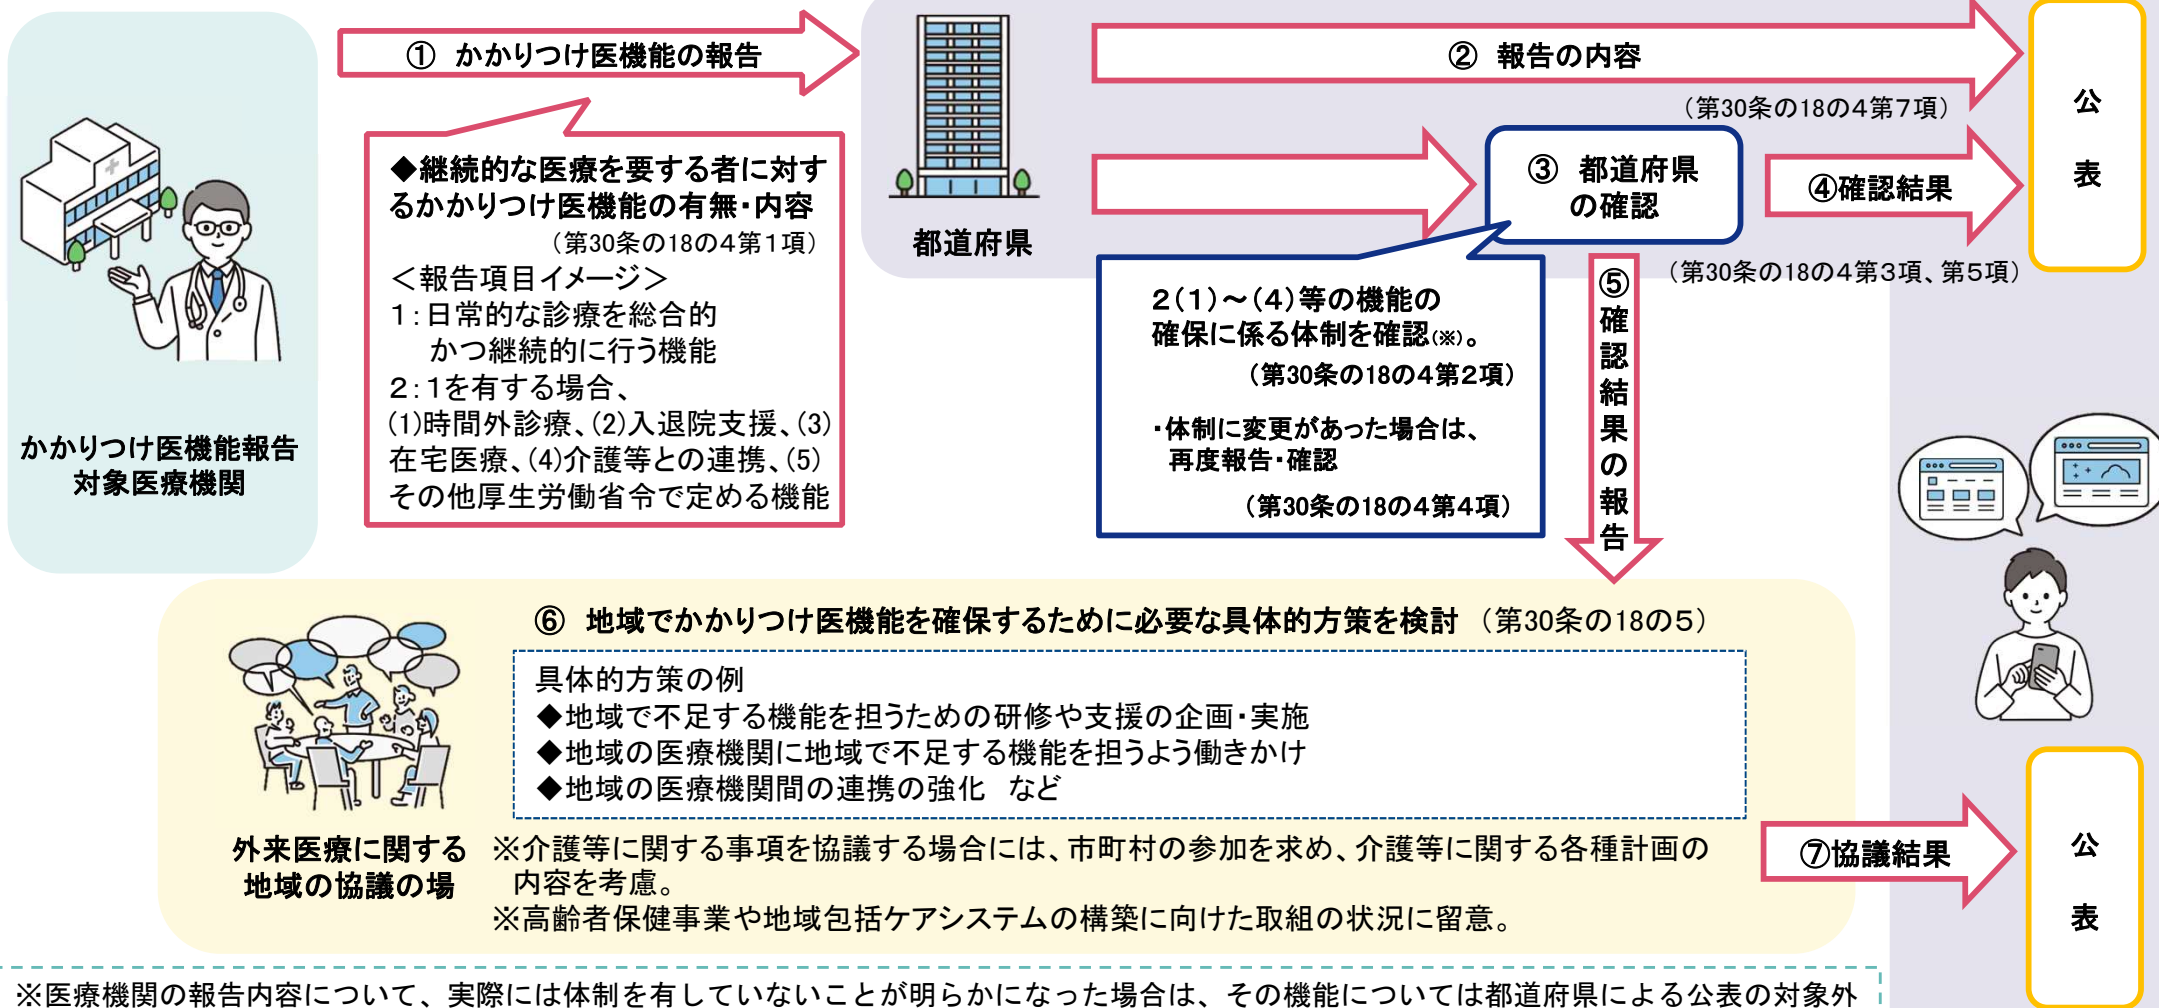 ① かかりつけ医機能の報告
◆継続的な医療を要する者に対す
るかかりつけ医機能の有無・内容
（第30条の18の４第１項）
＜報告項目イメージ＞
１：日常的な診療を総合的
かつ継続的に行う機能
２：１を有する場合、
(1)時間外診療、(2)入退院支援、(3)
在宅医療、(4)介護等との連携、(5)
その他厚生労働省令で定める機能
かかりつけ医機能報告
対象医療機関
都道府県
② 報告の内容
（第30条の18の４第７項）
③ 都道府県
の確認
④確認結果
（第30条の18の４第３項、第５項）
公
表
２(１)～(４)等の機能の
確保に係る体制を確認(※)。
（第30条の18の４第２項）
・体制に変更があった場合は、
再度報告・確認
（第30条の18の４第４項）
⑤
確
認
結
果
の
報
告
⑥ 地域でかかりつけ医機能を確保するために必要な具体的方策を検討 （第30条の18の５）
具体的方策の例
◆地域で不足する機能を担うための研修や支援の企画・実施
◆地域の医療機関に地域で不足する機能を担うよう働きかけ
◆地域の医療機関間の連携の強化 など
外来医療に関する
地域の協議の場
※介護等に関する事項を協議する場合には、市町村の参加を求め、介護等に関する各種計画の
内容を考慮。
※高齢者保健事業や地域包括ケアシステムの構築に向けた取組の状況に留意。
⑦協議結果
公
表
※医療機関の報告内容について、実際には体制を有していないことが明らかになった場合は、その機能については都道府県による公表の対象外